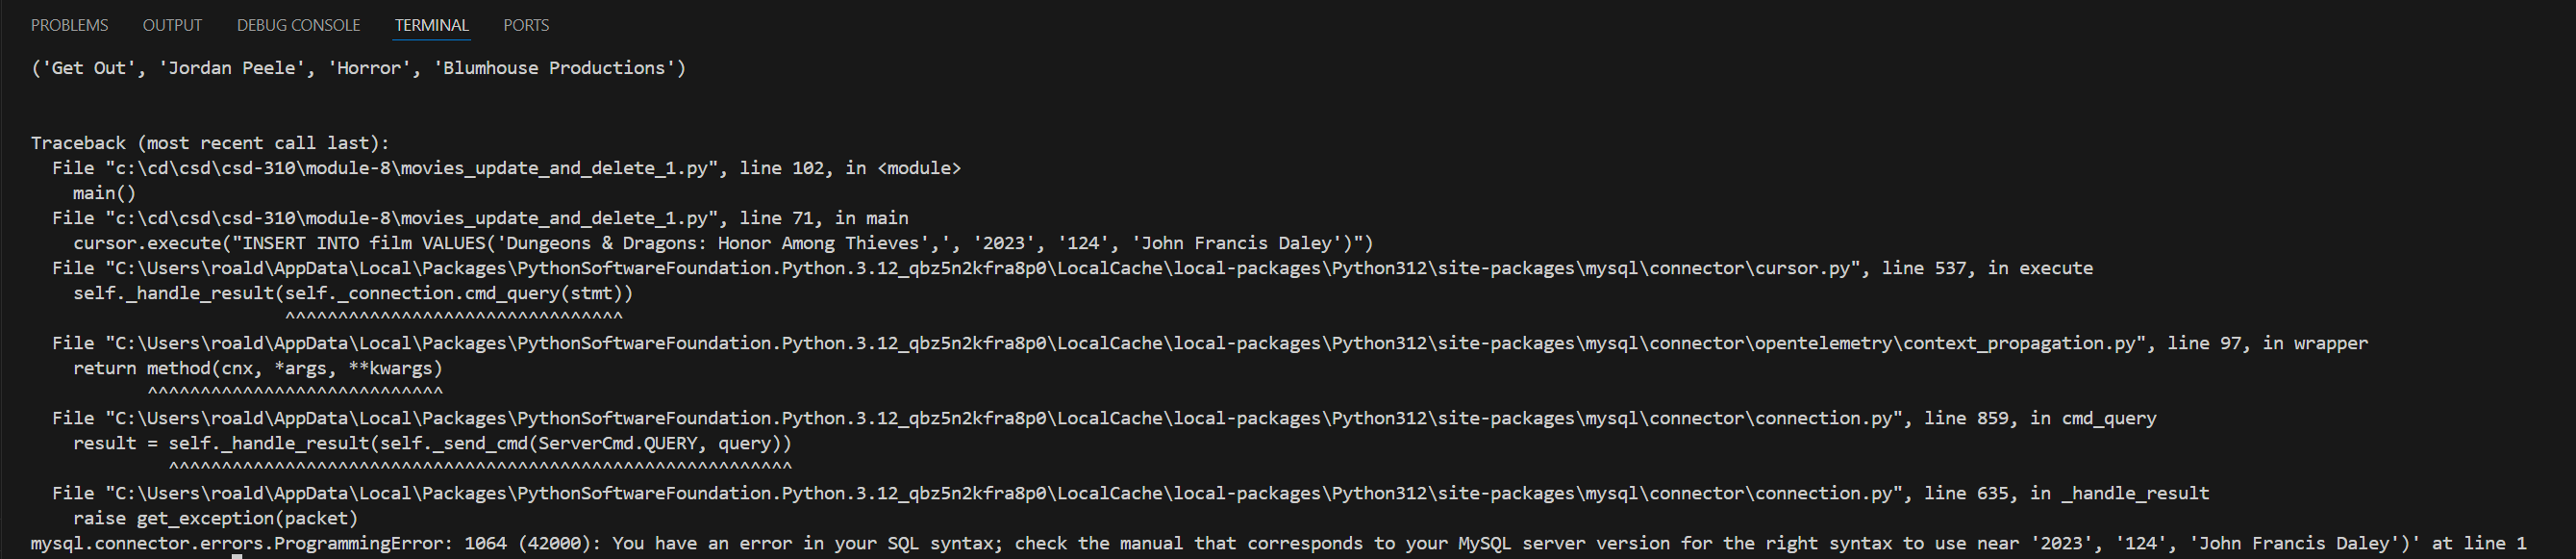 PROBLEMS OUTPUT DEBUG CONSOLE TERMINAL PORTS
('Get Out', 'Jordan Peele', 'Horror', 'Blumhouse Productions')
Traceback (most recent call last):
  File "c:\cd\csd\csd-310\module-8\movies_update_and_delete_1.py", line 102, in <module>
    main()
  File "c:\cd\csd\csd-310\module-8\movies_update_and_delete_1.py", line 71, in main
    cursor.execute("INSERT INTO film VALUES('Dungeons & Dragons: Honor Among Thieves',', '2023', '124', 'John Francis Daley')")
  File "C:\Users\roald\AppData\Local\Packages\PythonSoftwareFoundation.Python.3.12_qbz5n2kfra8p0\LocalCache\local-packages\Python312\site-packages\mysql\connector\cursor.py", line 537, in execute
    self._handle_result(self._connection.cmd_query(stmt))
                        ^^^^^^^^^^^^^^^^^^^^^^^^^^^^^^^^
  File "C:\Users\roald\AppData\Local\Packages\PythonSoftwareFoundation.Python.3.12_qbz5n2kfra8p0\LocalCache\local-packages\Python312\site-packages\mysql\connector\opentelemetry\context_propagation.py", line 97, in wrapper
    return method(cnx, *args, **kwargs)
           ^^^^^^^^^^^^^^^^^^^^^^^^^^^^
  File "C:\Users\roald\AppData\Local\Packages\PythonSoftwareFoundation.Python.3.12_qbz5n2kfra8p0\LocalCache\local-packages\Python312\site-packages\mysql\connector\connection.py", line 859, in cmd_query
    result = self._handle_result(self._send_cmd(ServerCmd.QUERY, query))
             ^^^^^^^^^^^^^^^^^^^^^^^^^^^^^^^^^^^^^^^^^^^^^^^^^^^^^^^^^^^
  File "C:\Users\roald\AppData\Local\Packages\PythonSoftwareFoundation.Python.3.12_qbz5n2kfra8p0\LocalCache\local-packages\Python312\site-packages\mysql\connector\connection.py", line 635, in _handle_result
    raise get_exception(packet)
mysql.connector.errors.ProgrammingError: 1064 (42000): You have an error in your SQL syntax; check the manual that corresponds to your MySQL server version for the right syntax to use near '2023', '124', 'John Francis Daley')' at line 1